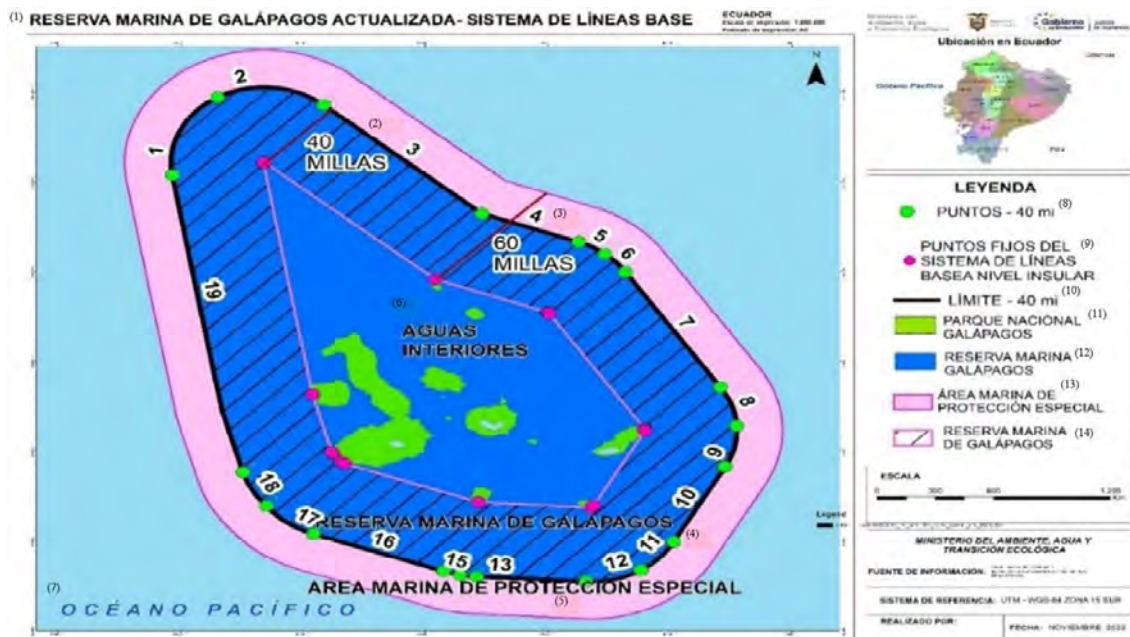 (1) RESERVA MARINA DE GALÁPAGOS ACTUALIZADA- SISTEMA DE LÍNEAS BASE
ECUADOR
Ubicación en Ecuador
Océano Pacífico
N
1
2
(2)
3
40
MILLAS
4
(3)
5
6
60
MILLAS
7
(6)
AGUAS
INTERIORES
8
9
10
19
18
17
16
15
13
12
11
(4)
RESERVA MARINA DE GALÁPAGOS
ÁREA MARINA DE PROTECCIÓN ESPECIAL
(5)
(7)
OCÉANO PACÍFICO
LEYENDA
PUNTOS - 40 mi (8)
PUNTOS FIJOS DEL (9)
SISTEMA DE LÍNEAS
BASEA NIVEL INSULAR
LÍMITE - 40 mi (10)
PARQUE NACIONAL (11)
GALÁPAGOS
RESERVA MARINA (12)
GALÁPAGOS
ÁREA MARINA DE (13)
PROTECCIÓN ESPECIAL
RESERVA MARINA (14)
DE GALÁPAGOS
ESCALA
Km
Legend
MINISTERIO DEL AMBIENTE, AGUA Y
TRANSICIÓN ECOLÓGICA
FUENTE DE INFORMACIÓN:
SISTEMA DE REFERENCIA: UTM - WGS-84 ZONA 15 SUR
REALIZADO POR:
FECHA: NOVIEMBRE, 2022